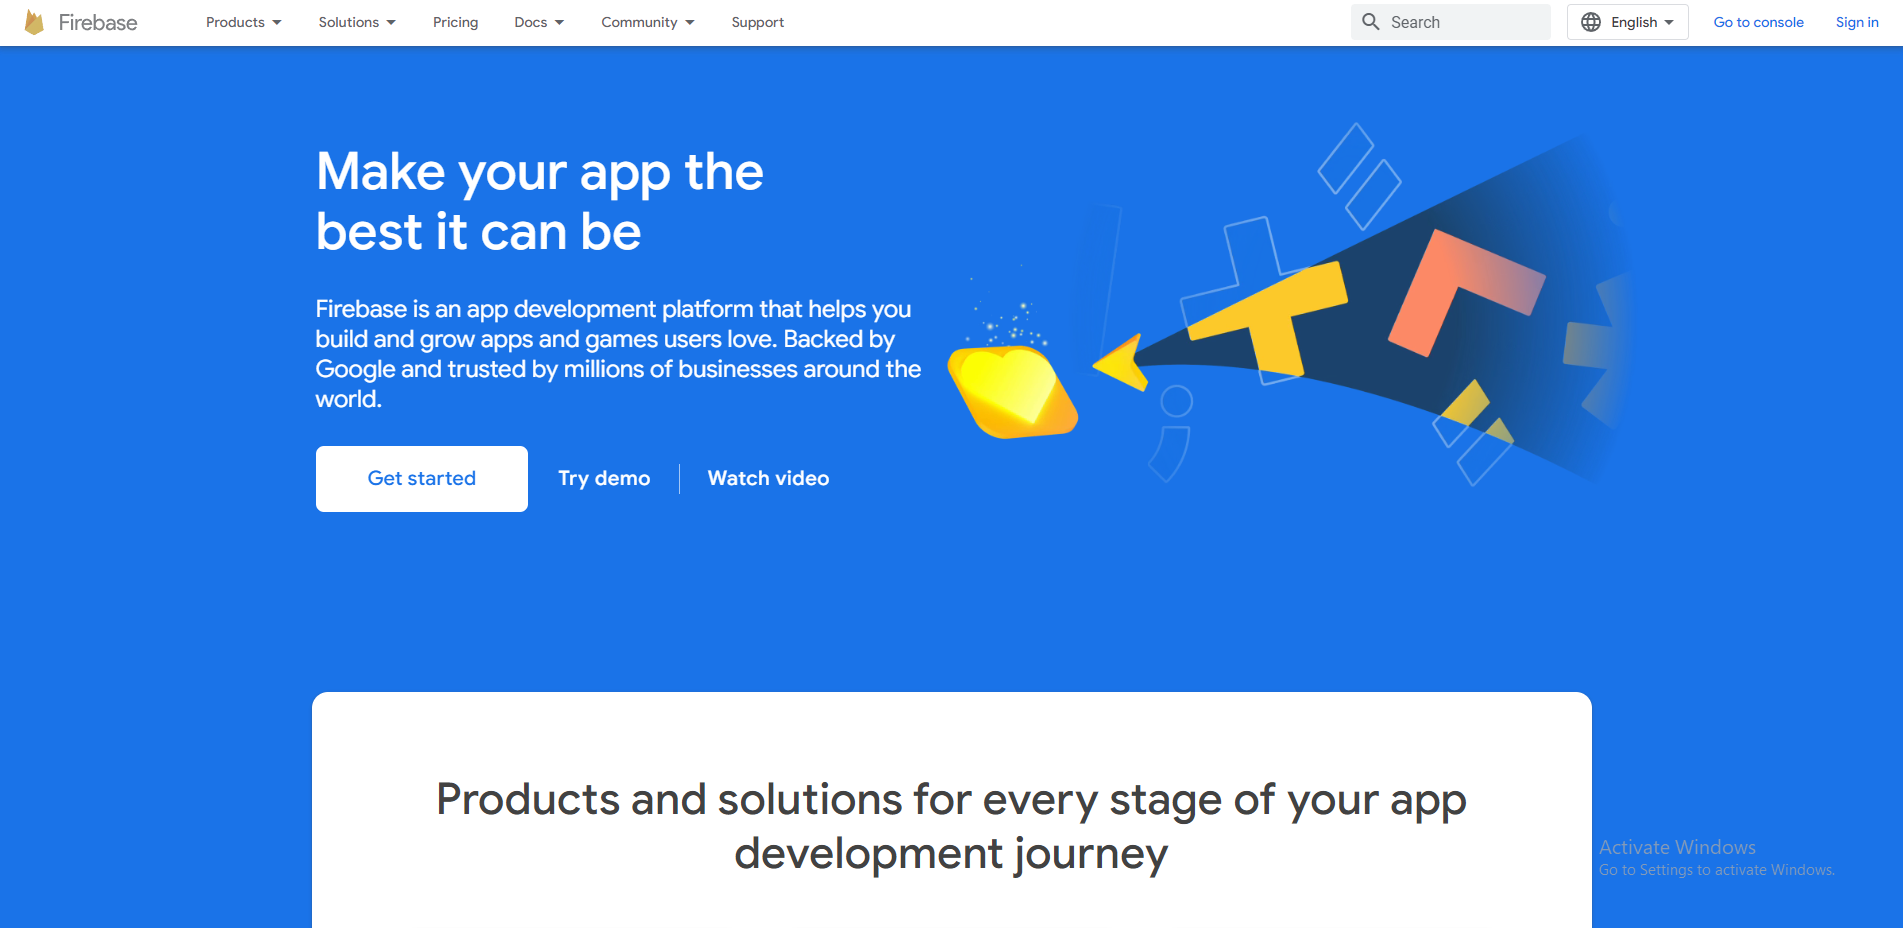 Firebase
Products
Solutions
Pricing
Docs
Community
Support
Search
English
Go to console
Sign in
Make your app the
best it can be
Firebase is an app development platform that helps you
build and grow apps and games users love. Backed by
Google and trusted by millions of businesses around the
world.
Get started
Try demo
Watch video
Products and solutions for every stage of your app
development journey
Activate Windows
Go to Settings to activate Windows.